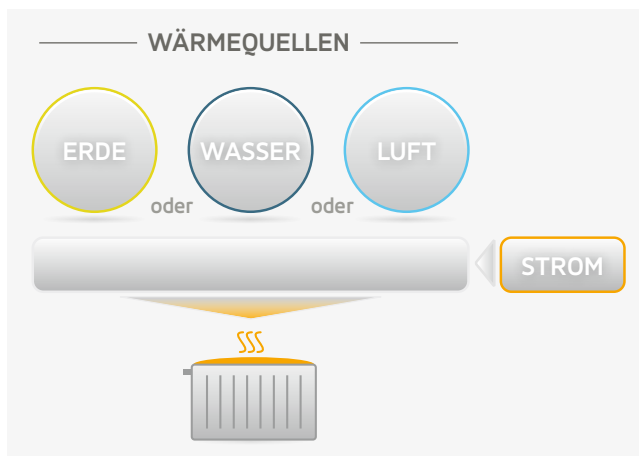 WÄRMEQUELLEN
ERDE
WASSER
LUFT
oder
oder
STROM